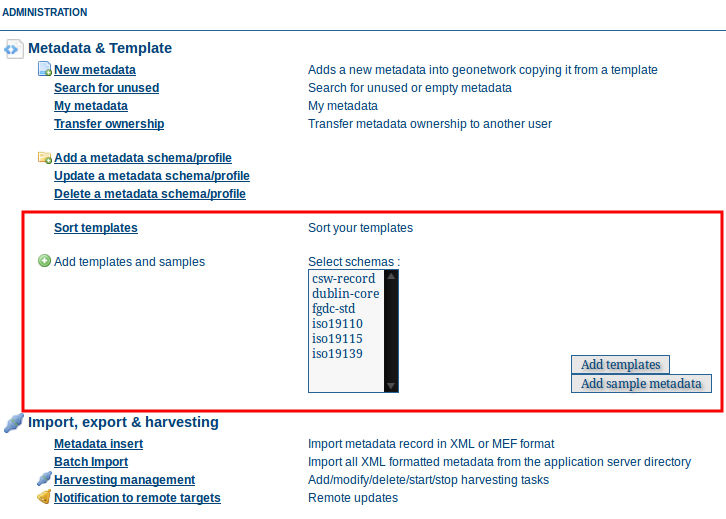 ADMINISTRATION
Metadata & Template
New metadata Adds a new metadata into geonetwork copying it from a template
Search for unused Search for unused or empty metadata
My metadata My metadata
Transfer ownership Transfer metadata ownership to another user
Add a metadata schema/profile
Update a metadata schema/profile
Delete a metadata schema/profile
Sort templates Sort your templates
Add templates and samples Select schemas :
csw-record
dublin-core
fgdc-std
iso19110
iso19115
iso19139
Add templates
Add sample metadata
Import, export & harvesting
Metadata insert Import metadata record in XML or MEF format
Batch Import Import all XML formatted metadata from the application server directory
Harvesting management Add/modify/delete/start/stop harvesting tasks
Notification to remote targets Remote updates